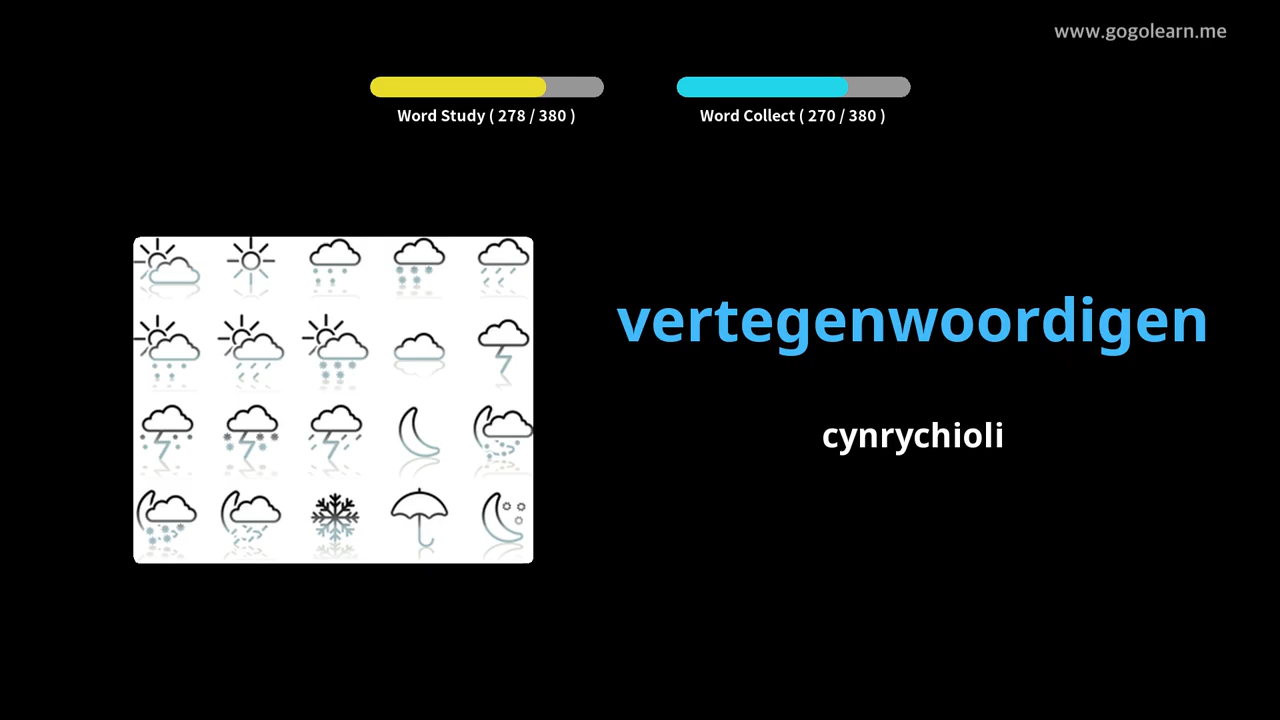 www.gogolearn.me
Word Study ( 278 / 380 )
Word Collect ( 270 / 380 )
vertegenwoordigen
cynrychioli